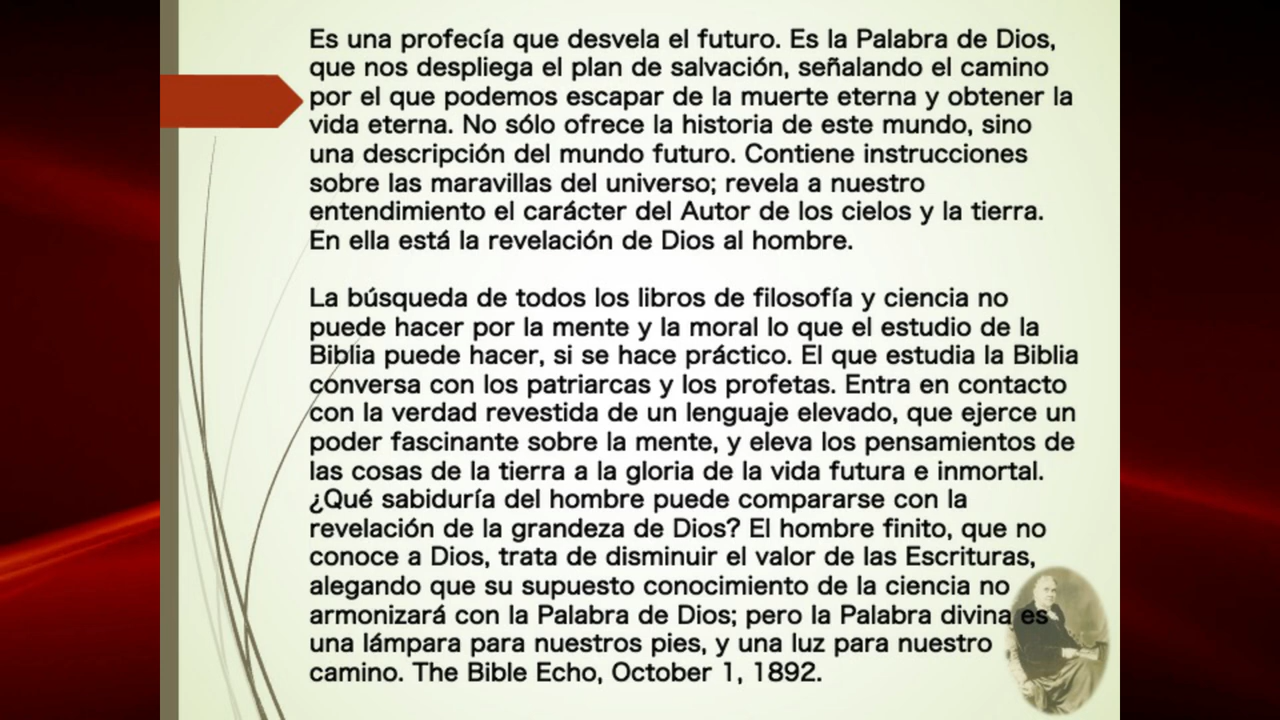 Es una profecía que desvela el futuro. Es la Palabra de Dios,
que nos despliega el plan de salvación, señalando el camino
por el que podemos escapar de la muerte eterna y obtener la
vida eterna. No sólo ofrece la historia de este mundo, sino
una descripción del mundo futuro. Contiene instrucciones
sobre las maravillas del universo; revela a nuestro
entendimiento el carácter del Autor de los cielos y la tierra.
En ella está la revelación de Dios al hombre.
La búsqueda de todos los libros de filosofía y ciencia no
puede hacer por la mente y la moral lo que el estudio de la
Biblia puede hacer, si se hace práctico. El que estudia la Biblia
conversa con los patriarcas y los profetas. Entra en contacto
con la verdad revestida de un lenguaje elevado, que ejerce un
poder fascinante sobre la mente, y eleva los pensamientos de
las cosas de la tierra a la gloria de la vida futura e inmortal.
¿Qué sabiduría del hombre puede compararse con la
revelación de la grandeza de Dios? El hombre finito, que no
conoce a Dios, trata de disminuir el valor de las Escrituras,
alegando que su supuesto conocimiento de la ciencia no
armonizará con la Palabra de Dios; pero la Palabra divina es
una lámpara para nuestros pies, y una luz para nuestro
camino. The Bible Echo, October 1, 1892.